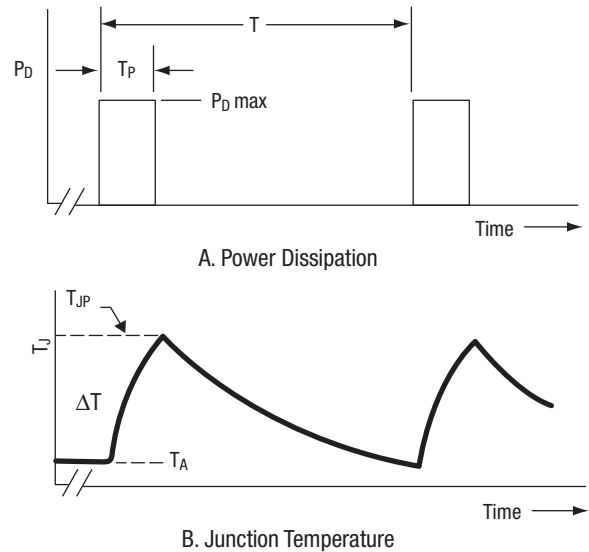 T
P_D
T_P
P_D max
Time
A. Power Dissipation
T_JP
T_J
ΔT
T_A
Time
B. Junction Temperature